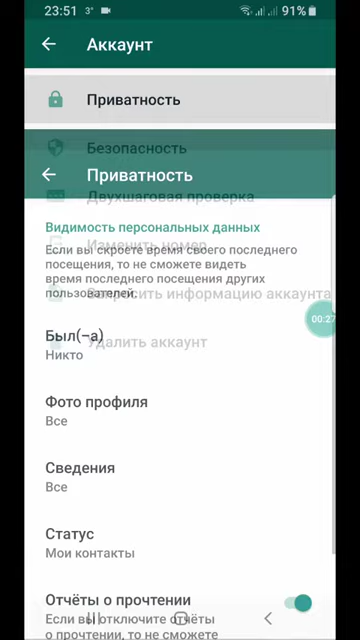 23:51 3° 91%
Аккаунт
Приватность
Безопасность
Приватность
Двухшаговая проверка
Видимость персональных данных
Изменить номер
Если вы скроете время своего последнего
посещения, то не сможете видеть
время последнего посещения других
пользователей.
Запросить информацию аккаунта
00:27
Был(-а)
Никто
Удалить аккаунт
Фото профиля
Все
Сведения
Все
Статус
Мои контакты
Отчёты о прочтении
Если вы отключите отчёты
о прочтении, то не сможете